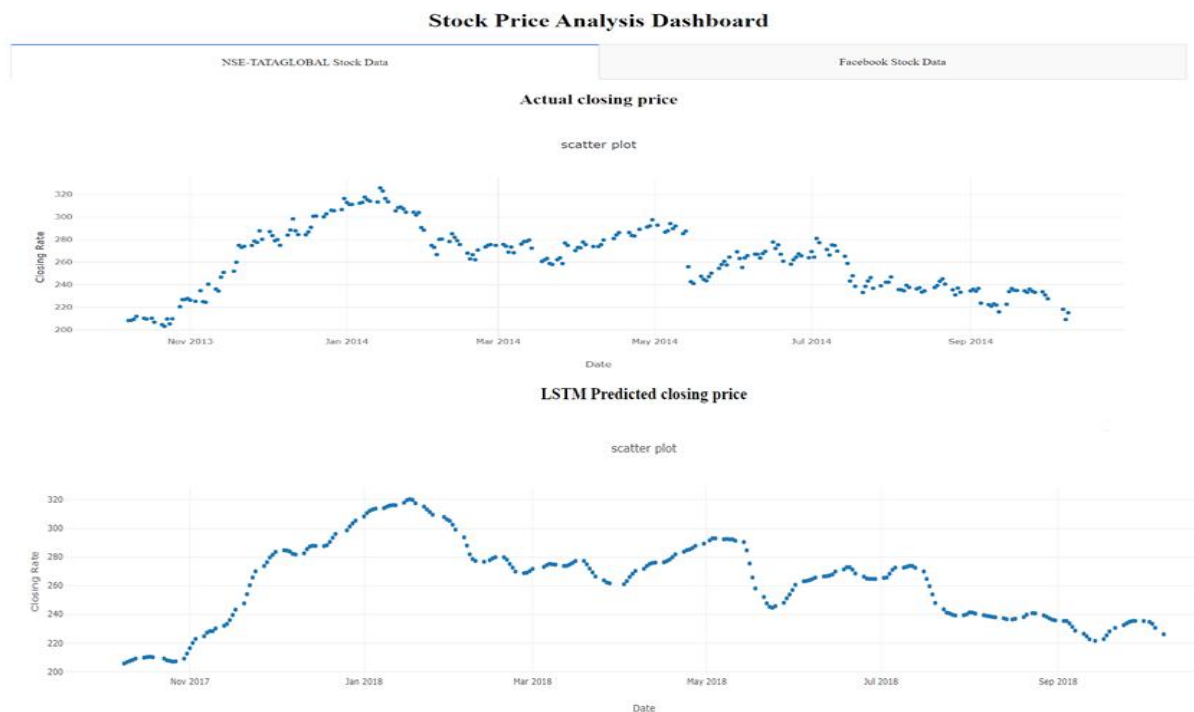 Stock Price Analysis Dashboard
NSE-TATAGLOBAL Stock Data Facebook Stock Data
Actual closing price
scatter plot
320
300
280
260
240
220
200
Closing Rate
Nov 2013 Jan 2014 Mar 2014 May 2014 Jul 2014 Sep 2014
Date
LSTM Predicted closing price
scatter plot
320
300
280
260
240
220
200
Closing Rate
Nov 2017 Jan 2018 Mar 2018 May 2018 Jul 2018 Sep 2018
Date